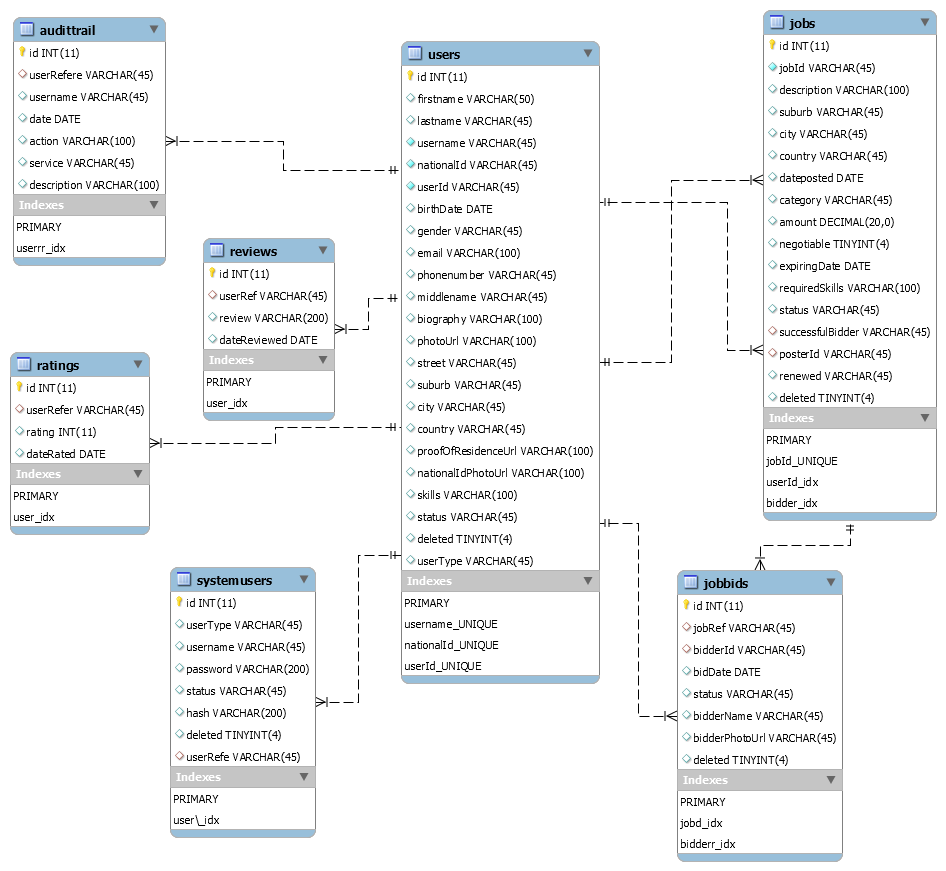 audittrail
id INT(11)
userRefere VARCHAR(45)
username VARCHAR(45)
date DATE
action VARCHAR(100)
service VARCHAR(45)
description VARCHAR(100)
Indexes
PRIMARY
userrr_idx
users
id INT(11)
firstname VARCHAR(50)
lastname VARCHAR(45)
username VARCHAR(45)
nationalId VARCHAR(45)
userId VARCHAR(45)
birthDate DATE
gender VARCHAR(45)
email VARCHAR(100)
phonenumber VARCHAR(45)
middlename VARCHAR(45)
biography VARCHAR(100)
photoUrl VARCHAR(100)
street VARCHAR(45)
suburb VARCHAR(45)
city VARCHAR(45)
country VARCHAR(45)
proofOfResidenceUrl VARCHAR(100)
nationalIdPhotoUrl VARCHAR(100)
skills VARCHAR(100)
status VARCHAR(45)
deleted TINYINT(4)
userType VARCHAR(45)
Indexes
PRIMARY
username_UNIQUE
nationalId_UNIQUE
userId_UNIQUE
jobs
id INT(11)
jobId VARCHAR(45)
description VARCHAR(100)
suburb VARCHAR(45)
city VARCHAR(45)
country VARCHAR(45)
dateposted DATE
category VARCHAR(45)
amount DECIMAL(20,0)
negotiable TINYINT(4)
expiringDate DATE
requiredSkills VARCHAR(100)
status VARCHAR(45)
successfulBidder VARCHAR(45)
posterId VARCHAR(45)
renewed VARCHAR(45)
deleted TINYINT(4)
Indexes
PRIMARY
jobId_UNIQUE
userId_idx
bidder_idx
reviews
id INT(11)
userRef VARCHAR(45)
review VARCHAR(200)
dateReviewed DATE
Indexes
PRIMARY
user_idx
ratings
id INT(11)
userRefer VARCHAR(45)
rating INT(11)
dateRated DATE
Indexes
PRIMARY
user_idx
systemusers
id INT(11)
userType VARCHAR(45)
username VARCHAR(45)
password VARCHAR(200)
status VARCHAR(45)
hash VARCHAR(200)
deleted TINYINT(4)
userRefe VARCHAR(45)
Indexes
PRIMARY
user\_idx
jobbids
id INT(11)
jobRef VARCHAR(45)
bidderId VARCHAR(45)
bidDate DATE
status VARCHAR(45)
bidderName VARCHAR(45)
bidderPhotoUrl VARCHAR(45)
deleted TINYINT(4)
Indexes
PRIMARY
jobd_idx
bidderr_idx